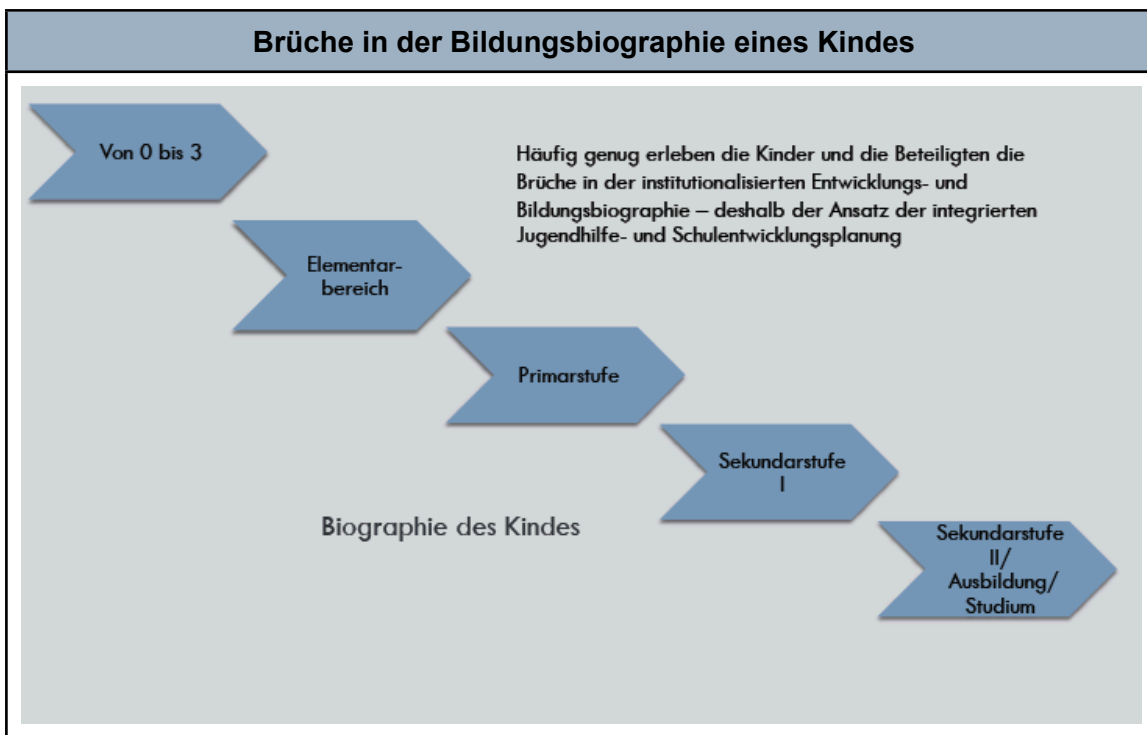 Brüche in der Bildungsbiographie eines Kindes
Von 0 bis 3
Häufig genug erleben die Kinder und die Beteiligten die
Brüche in der institutionalisierten Entwicklungs- und
Bildungsbiographie – deshalb der Ansatz der integrierten
Jugendhilfe- und Schulentwicklungsplanung
Elementar-
bereich
Primarstufe
Sekundarstufe
I
Biographie des Kindes
Sekundarstufe
II/
Ausbildung/
Studium